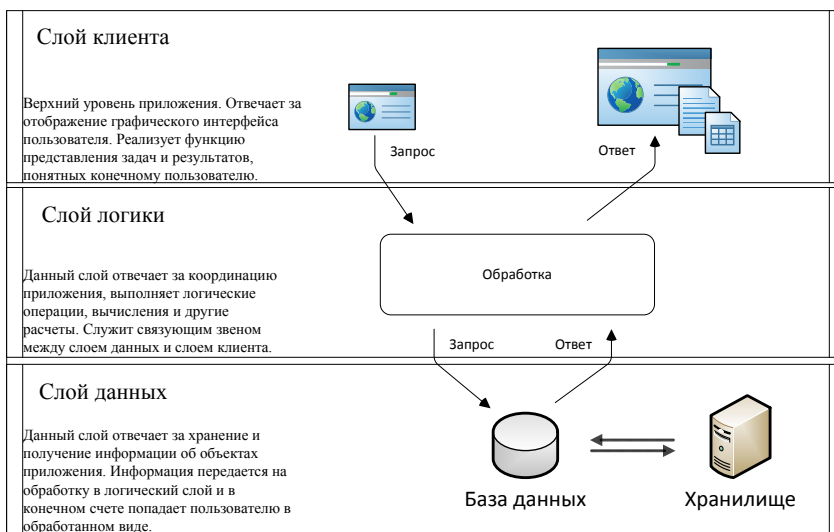 Слой клиента
Верхний уровень приложения. Отвечает за
отображение графического интерфейса
пользователя. Реализует функцию
представления задач и результатов,
понятных конечному пользователю.
Запрос
Ответ
Слой логики
Данный слой отвечает за координацию
приложения, выполняет логические
операции, вычисления и другие
расчеты. Служит связующим звеном
между слоем данных и слоем клиента.
Обработка
Запрос
Ответ
Слой данных
Данный слой отвечает за хранение и
получение информации об объектах
приложения. Информация передается на
обработку в логический слой и в
конечном счете попадает пользователю в
обработанном виде.
База данных
Хранилище